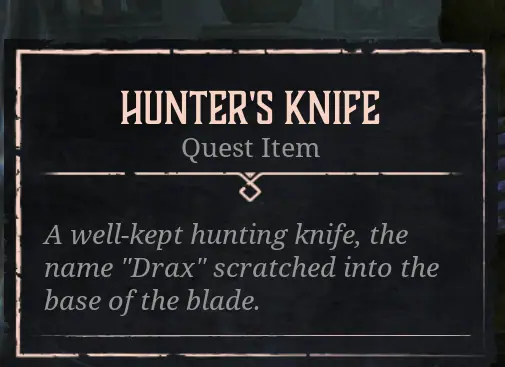 HUNTER'S KNIFE
Quest Item
A well-kept hunting knife, the
name "Drax" scratched into the
base of the blade.